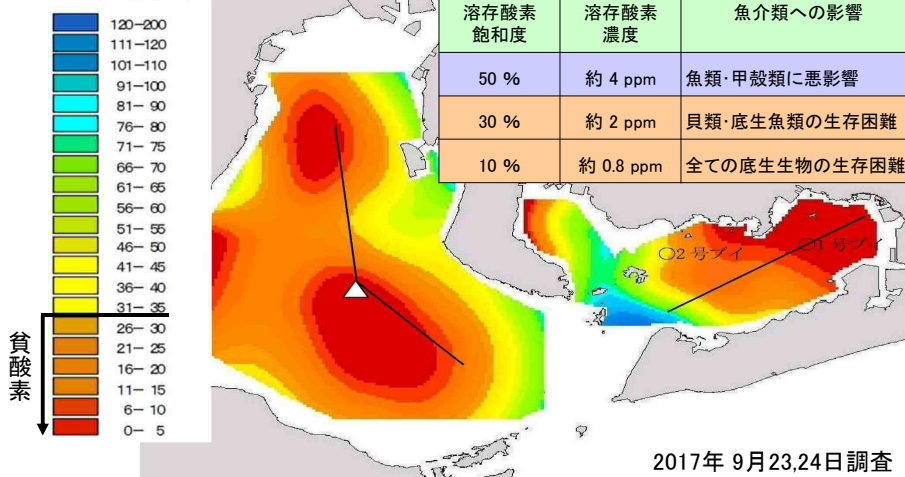 120-200
111-120
101-110
91-100
81- 90
76- 80
71- 75
66- 70
61- 65
56- 60
51- 55
46- 50
41- 45
36- 40
31- 35
26- 30
21- 25
16- 20
11- 15
6- 10
0- 5
貧酸素
溶存酸素飽和度 溶存酸素濃度 魚介類への影響
50 % 約 4 ppm 魚類・甲殻類に悪影響
30 % 約 2 ppm 貝類・底生魚類の生存困難
10 % 約 0.8 ppm 全ての底生生物の生存困難
○2 号ブイ
○1 号ブイ
2017年 9月23,24日調査